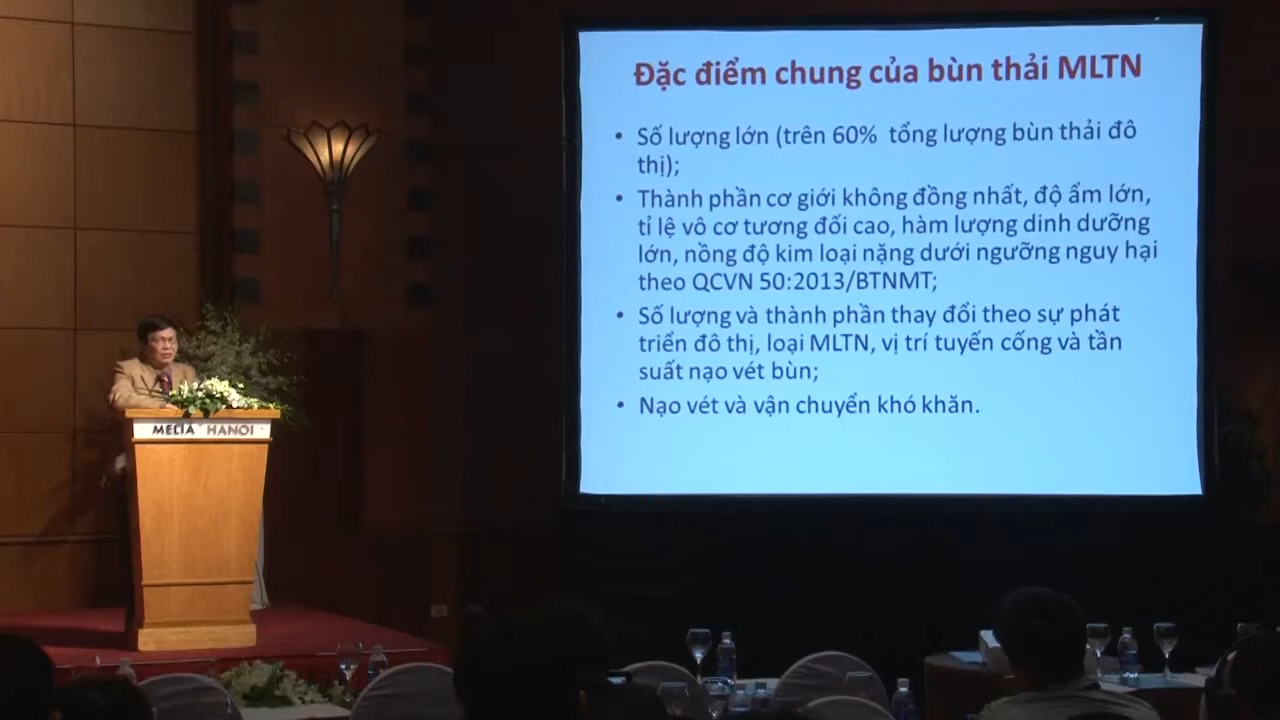 Đặc điểm chung của bùn thải MLTN
• Số lượng lớn (trên 60% tổng lượng bùn thải đô
thị);
• Thành phần cơ giới không đồng nhất, độ ẩm lớn,
tỉ lệ vô cơ tương đối cao, hàm lượng dinh dưỡng
lớn, nồng độ kim loại nặng dưới ngưỡng nguy hại
theo QCVN 50:2013/BTNMT;
• Số lượng và thành phần thay đổi theo sự phát
triển đô thị, loại MLTN, vị trí tuyến cống và tần
suất nạo vét bùn;
• Nạo vét và vận chuyển khó khăn.
MELIÃ HANOI